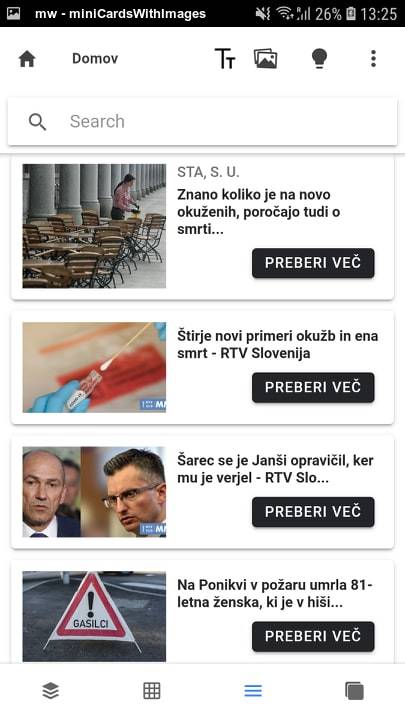 mw - miniCardsWithImages
26% 13:25
Domov
Search
STA, S. U.
Znano koliko je na novo
okuženih, poročajo tudi o
smrti...
PREBERI VEČ
Štirje novi primeri okužb in ena
smrt - RTV Slovenija
PREBERI VEČ
Šarec se je Janši opravičil, ker
mu je verjel - RTV Slo...
PREBERI VEČ
Na Ponikvi v požaru umrla 81-
letna ženska, ki je v hiši...
GASILCI
PREBERI VEČ